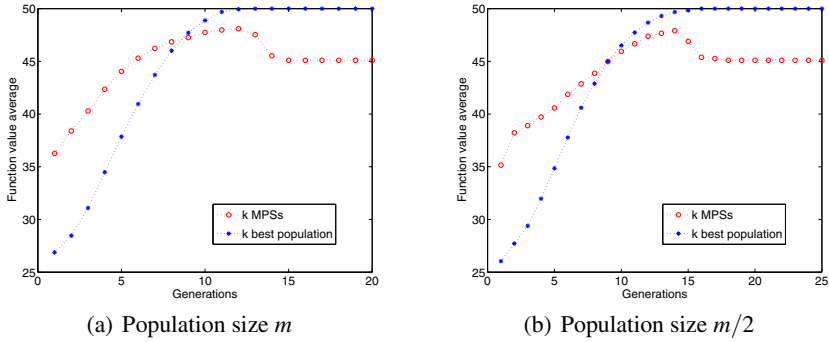 50
45
40
35
30
25
Function value average
0 5 10 15 20
Generations
k MPSs
k best population
(a) Population size m
50
45
40
35
30
25
Function value average
0 5 10 15 20 25
Generations
k MPSs
k best population
(b) Population size m/2